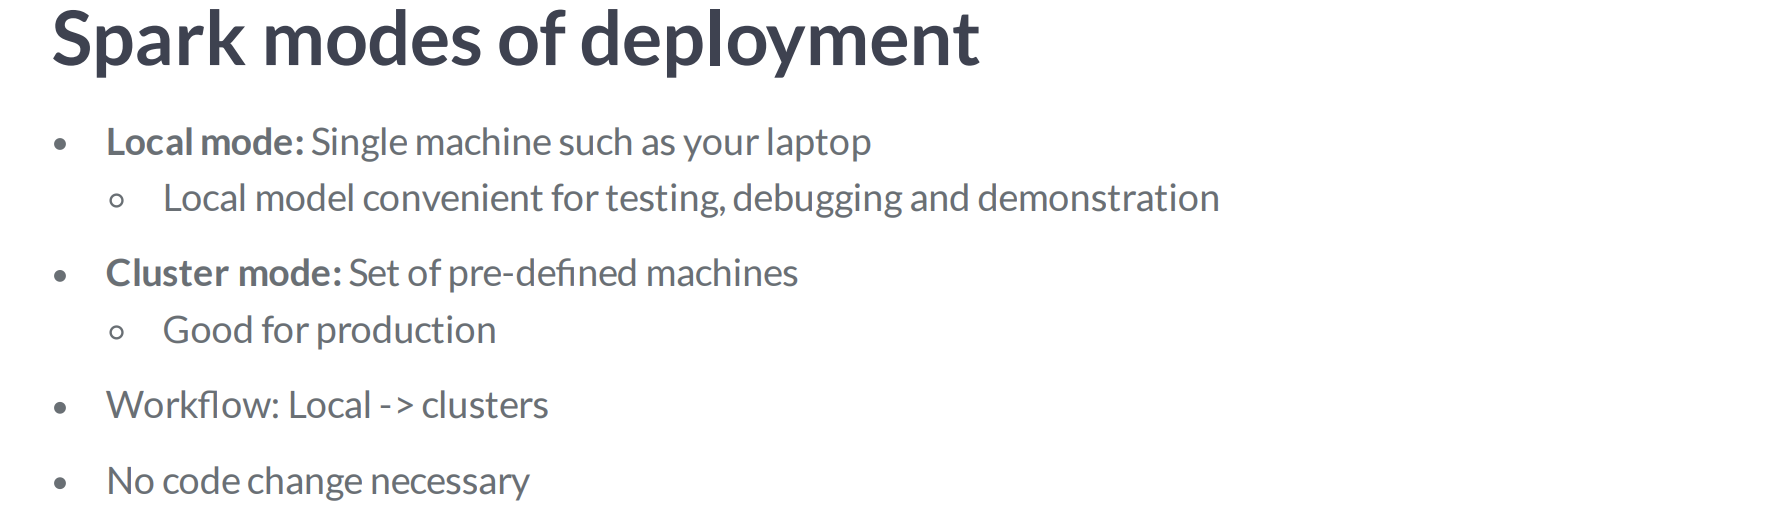 Spark modes of deployment
• Local mode: Single machine such as your laptop
○ Local model convenient for testing, debugging and demonstration
• Cluster mode: Set of pre-defined machines
○ Good for production
• Workflow: Local -> clusters
• No code change necessary